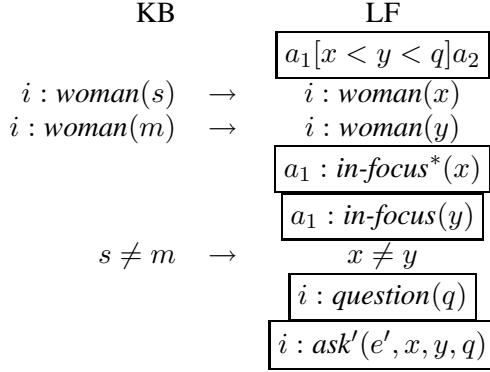 KB LF
a₁[x < y < q]a₂
i : woman(s) → i : woman(x)
i : woman(m) → i : woman(y)
a₁ : in-focus*(x)
a₁ : in-focus(y)
s ≠ m → x ≠ y
i : question(q)
i : ask′(e′, x, y, q)